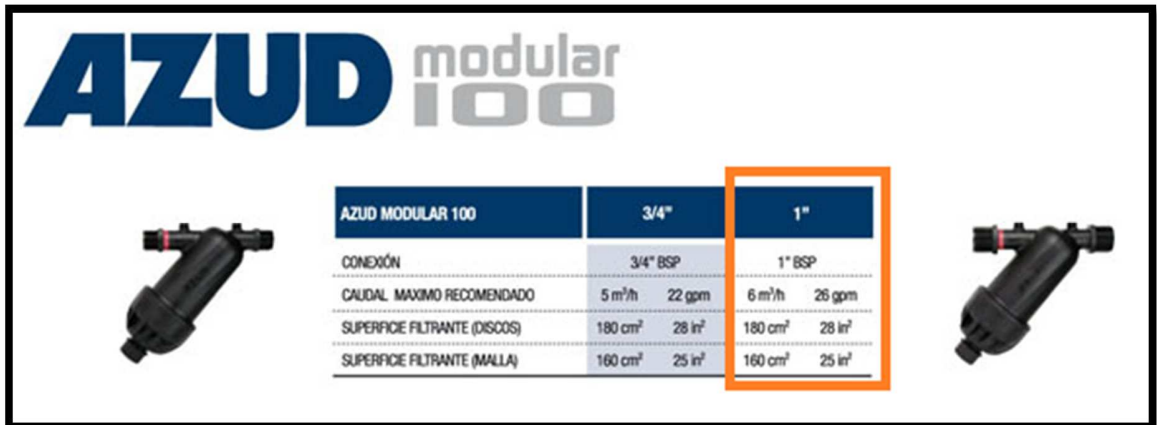 AZUD modular 100
AZUD MODULAR 100 3/4" 1"
CONEXIÓN 3/4" BSP 1" BSP
CAUDAL MAXIMO RECOMENDADO 5 m³/h 22 gpm 6 m³/h 26 gpm
SUPERFICIE FILTRANTE (DISCOS) 180 cm² 28 in² 180 cm² 28 in²
SUPERFICIE FILTRANTE (MALLA) 160 cm² 25 in² 160 cm² 25 in²